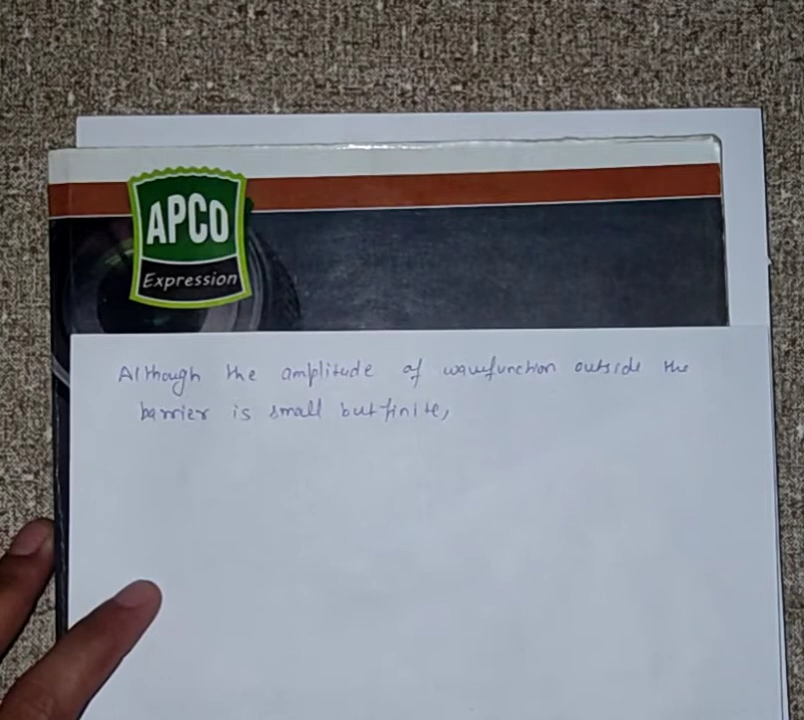 APCO
Expression
Although the amplitude of wavefunction outside the
barrier is small but finite,